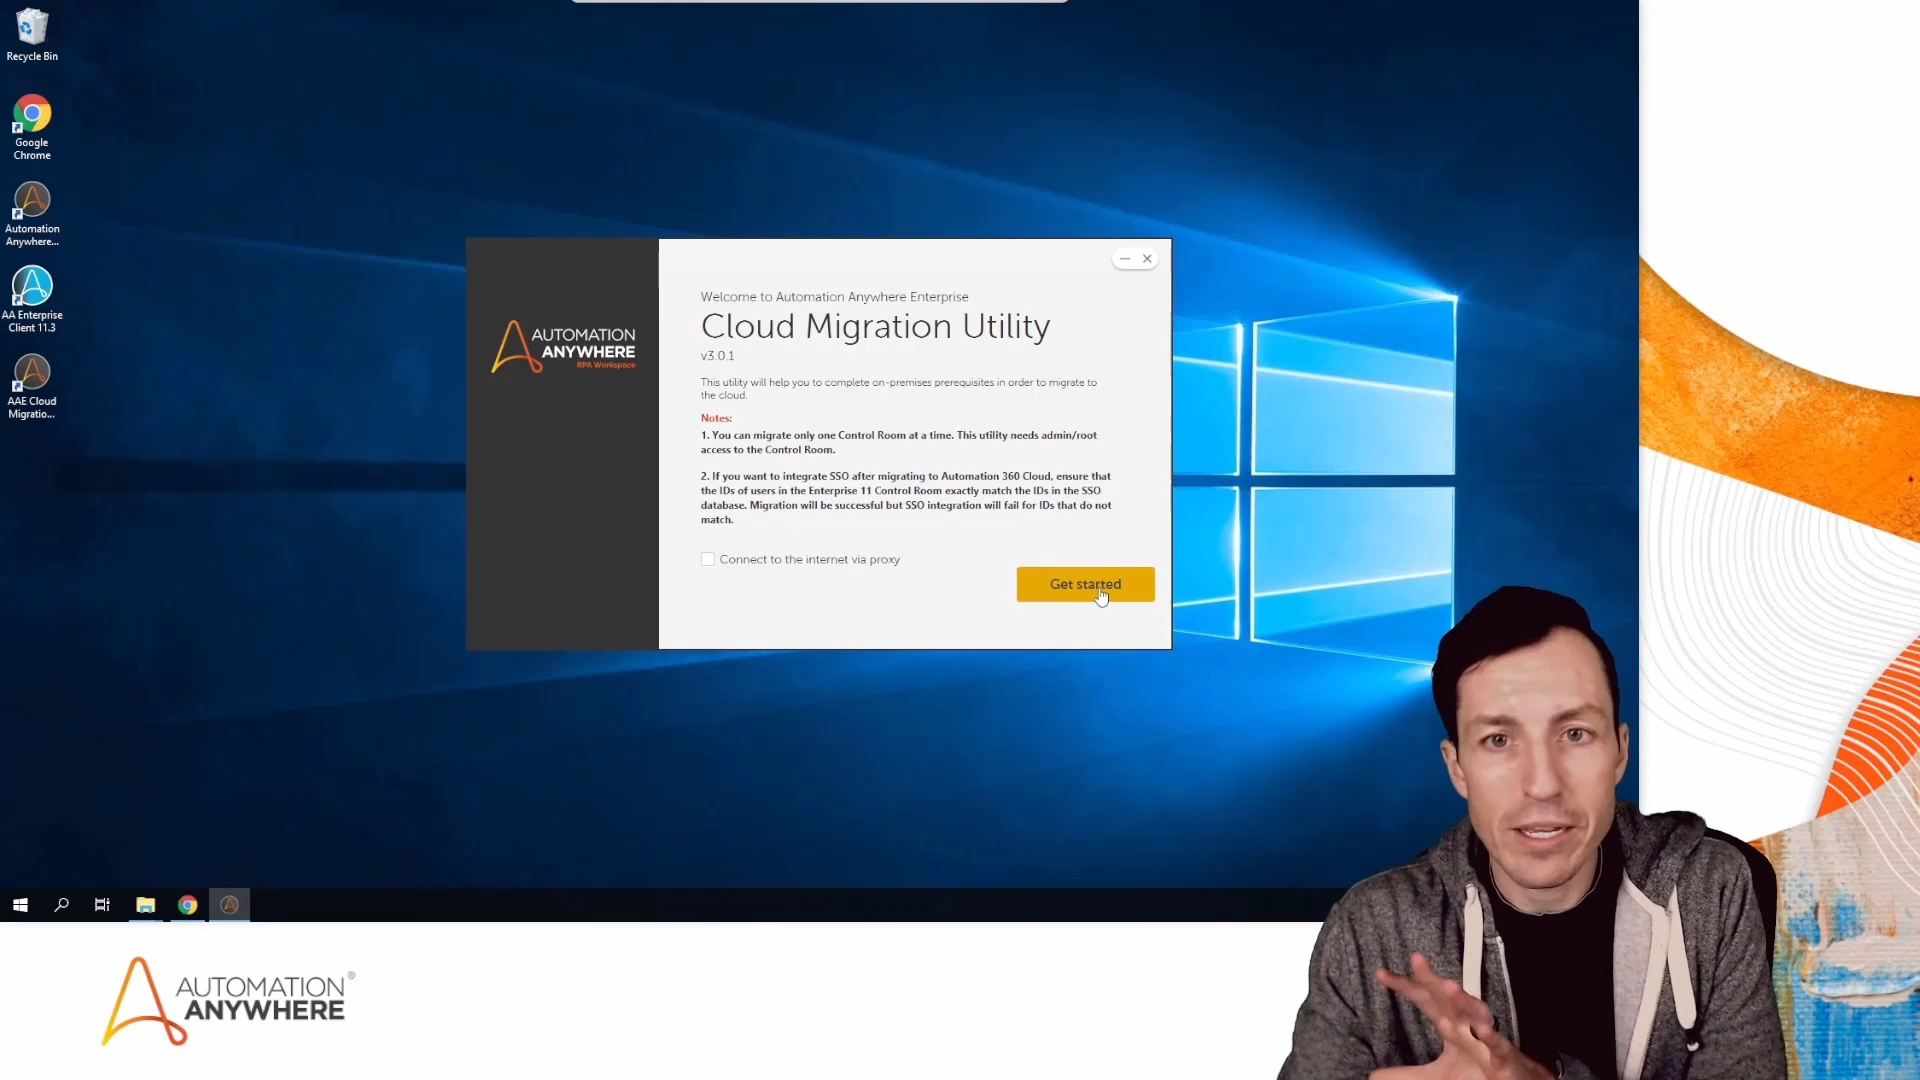 Recycle Bin
Google
Chrome
Automation
Anywhere...
AA Enterprise
Client 11.3
AAE Cloud
Migratio...
AUTOMATION
ANYWHERE
RPA Workspace
Welcome to Automation Anywhere Enterprise
Cloud Migration Utility
v3.0.1
This utility will help you to complete on-premises prerequisites in order to migrate to
the cloud.
Notes:
1. You can migrate only one Control Room at a time. This utility needs admin/root
access to the Control Room.
2. If you want to integrate SSO after migrating to Automation 360 Cloud, ensure that
the IDs of users in the Enterprise 11 Control Room exactly match the IDs in the SSO
database. Migration will be successful but SSO integration will fail for IDs that do not
match.
Connect to the internet via proxy
Get started
AUTOMATION®
ANYWHERE